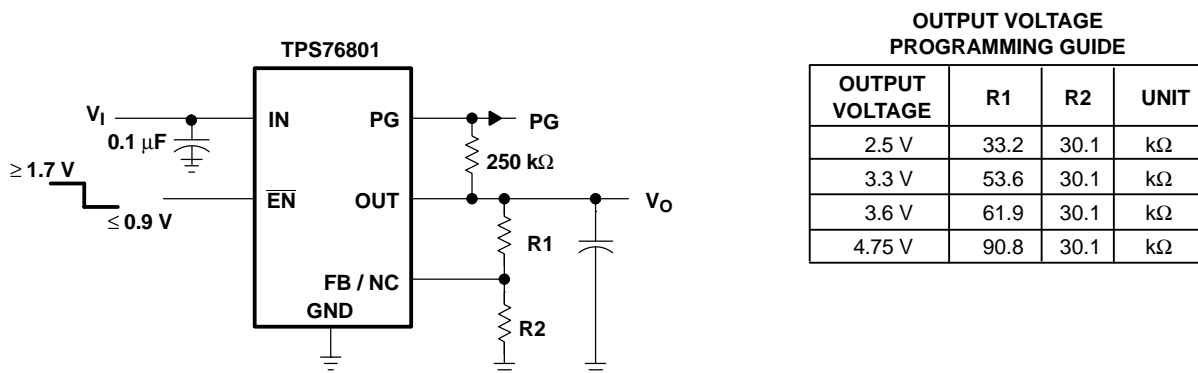 TPS76801
V_I
IN
PG
PG
0.1 μF
250 kΩ
≥ 1.7 V
EN
OUT
V_O
≤ 0.9 V
R1
FB / NC
GND
R2
OUTPUT VOLTAGE
PROGRAMMING GUIDE
OUTPUT VOLTAGE R1 R2 UNIT
2.5 V 33.2 30.1 kΩ
3.3 V 53.6 30.1 kΩ
3.6 V 61.9 30.1 kΩ
4.75 V 90.8 30.1 kΩ